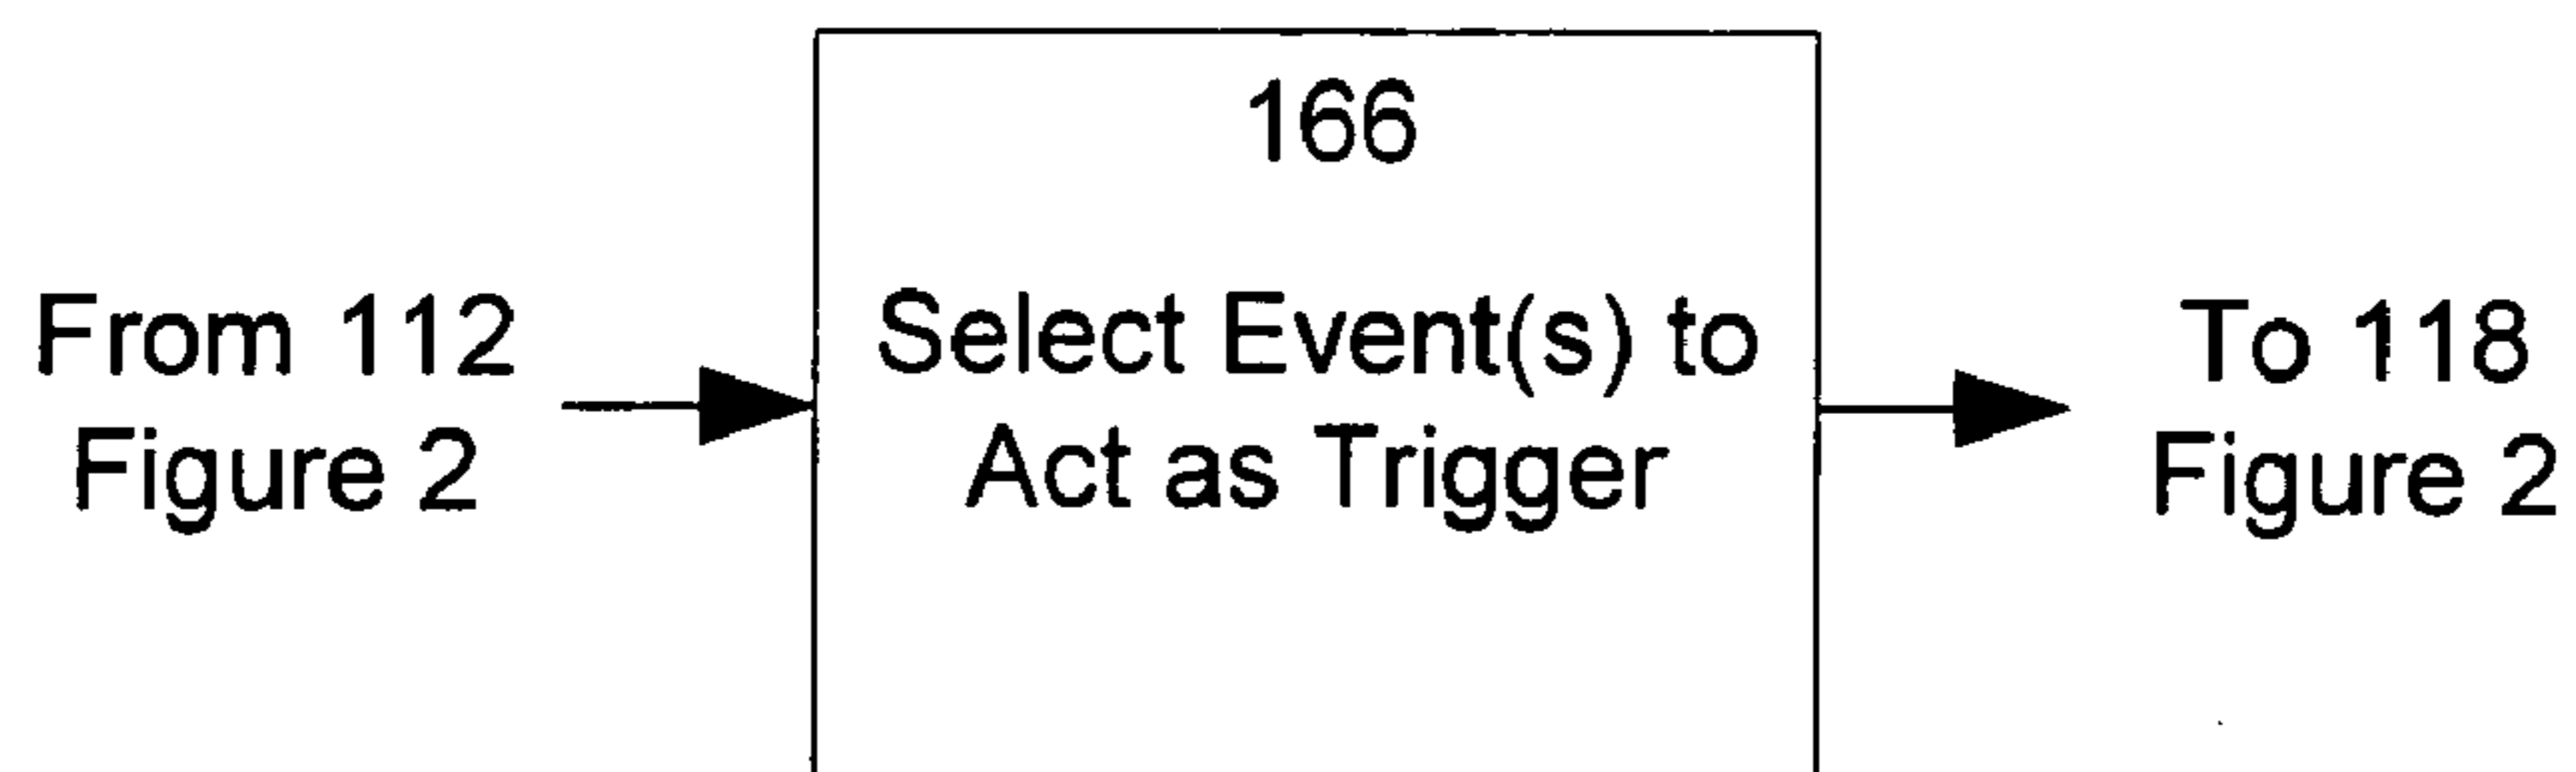 166
From 112
Figure 2
Select Event(s) to
Act as Trigger
To 118
Figure 2